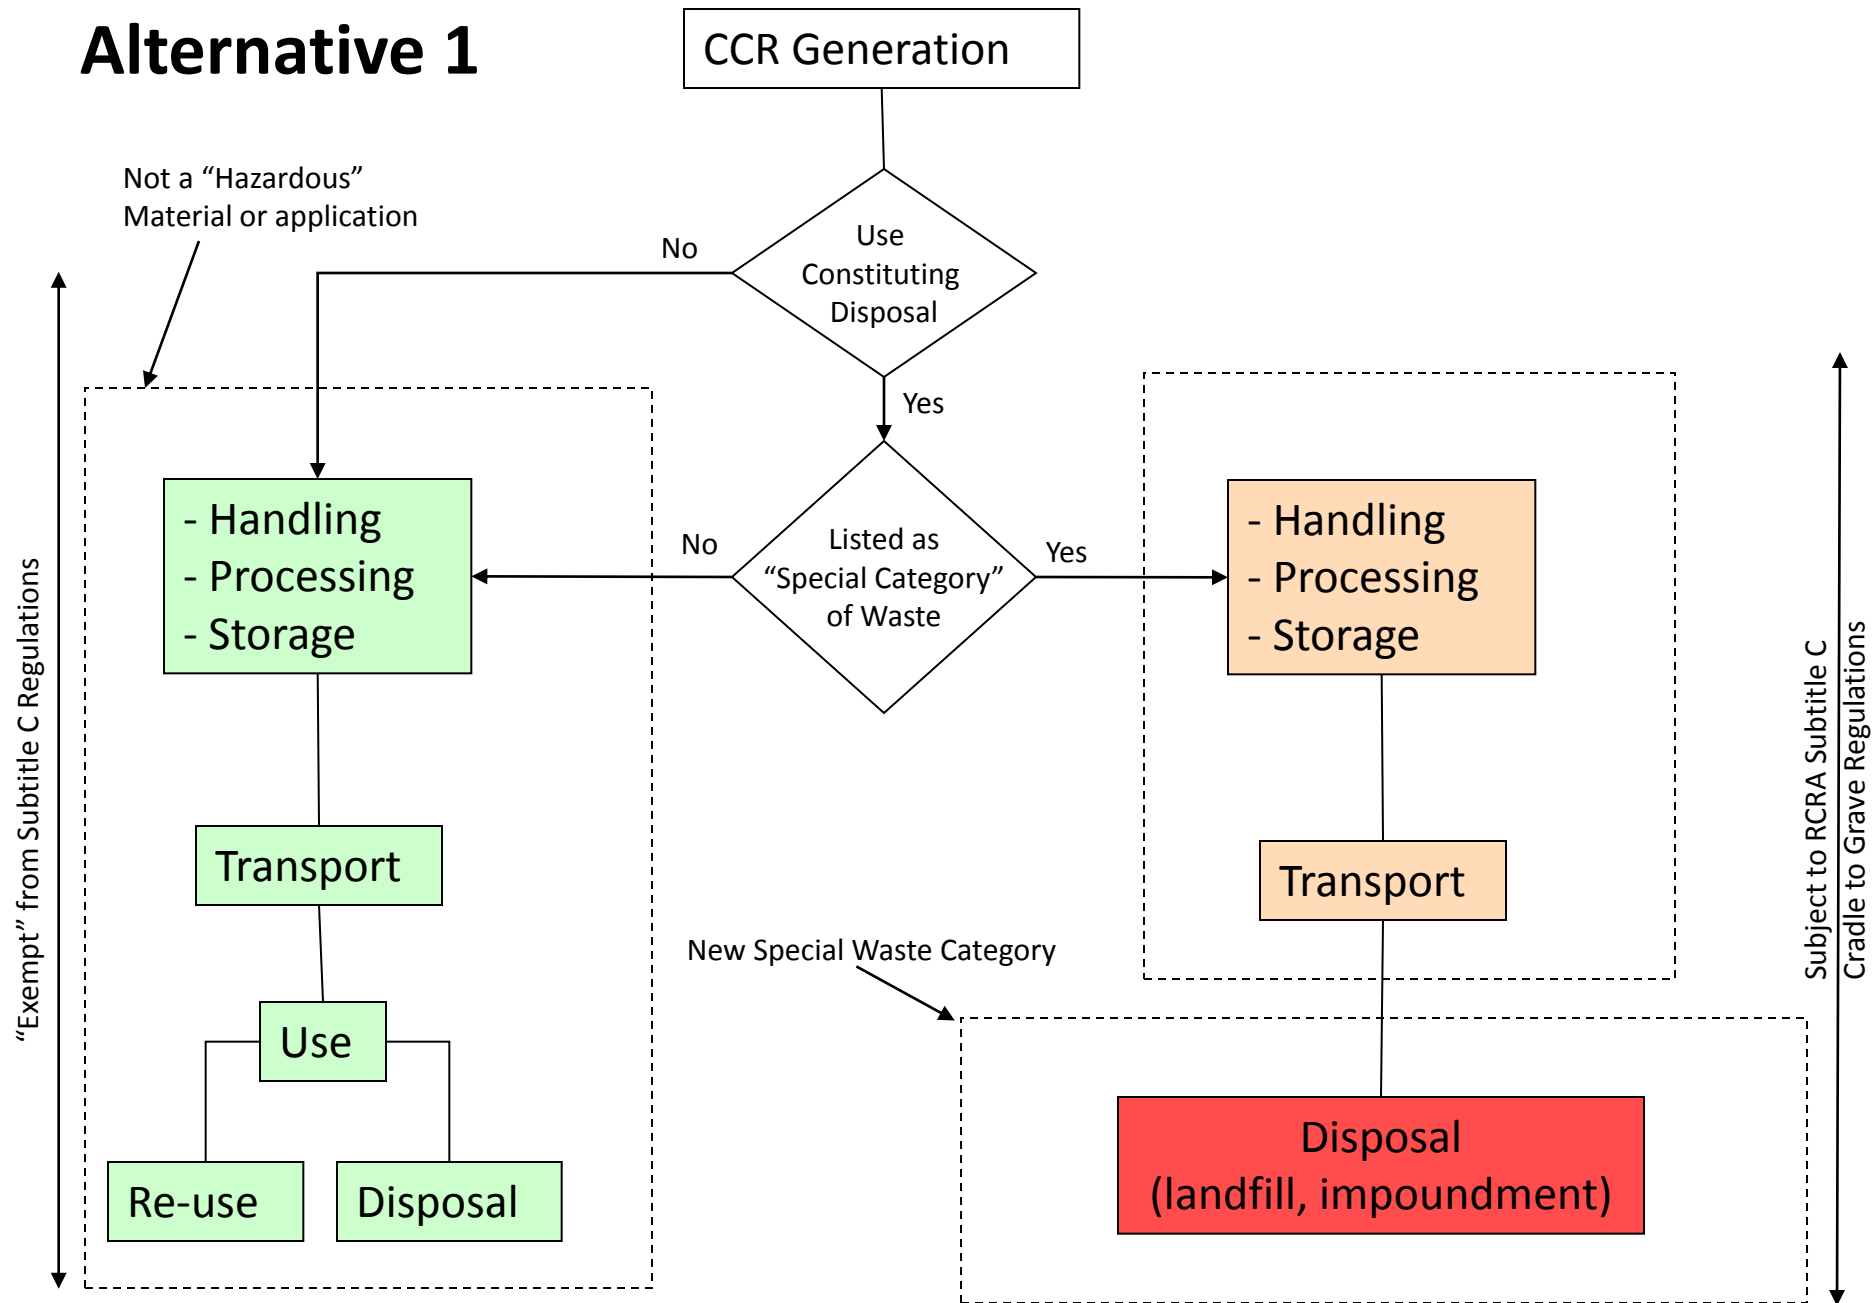 Alternative 1
CCR Generation
Not a “Hazardous”
Material or application
No
Use
Constituting
Disposal
Yes
- Handling
- Processing
- Storage
No
Listed as
“Special Category”
of Waste
Yes
- Handling
- Processing
- Storage
“Exempt” from Subtitle C Regulations
Subject to RCRA Subtitle C
Cradle to Grave Regulations
Transport
Transport
New Special Waste Category
Use
Re-use
Disposal
Disposal
(landfill, impoundment)